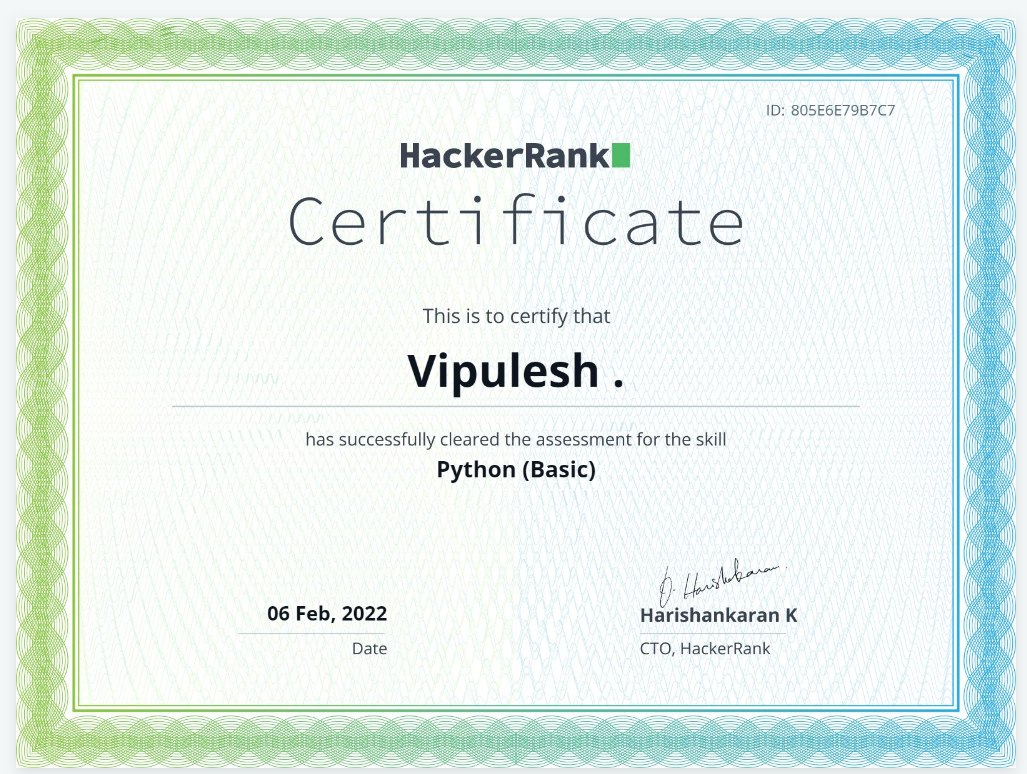 ID: 805E6E79B7C7
HackerRank
Certificate
This is to certify that
Vipulesh .
has successfully cleared the assessment for the skill
Python (Basic)
06 Feb, 2022
Date
Harishankaran K
CTO, HackerRank